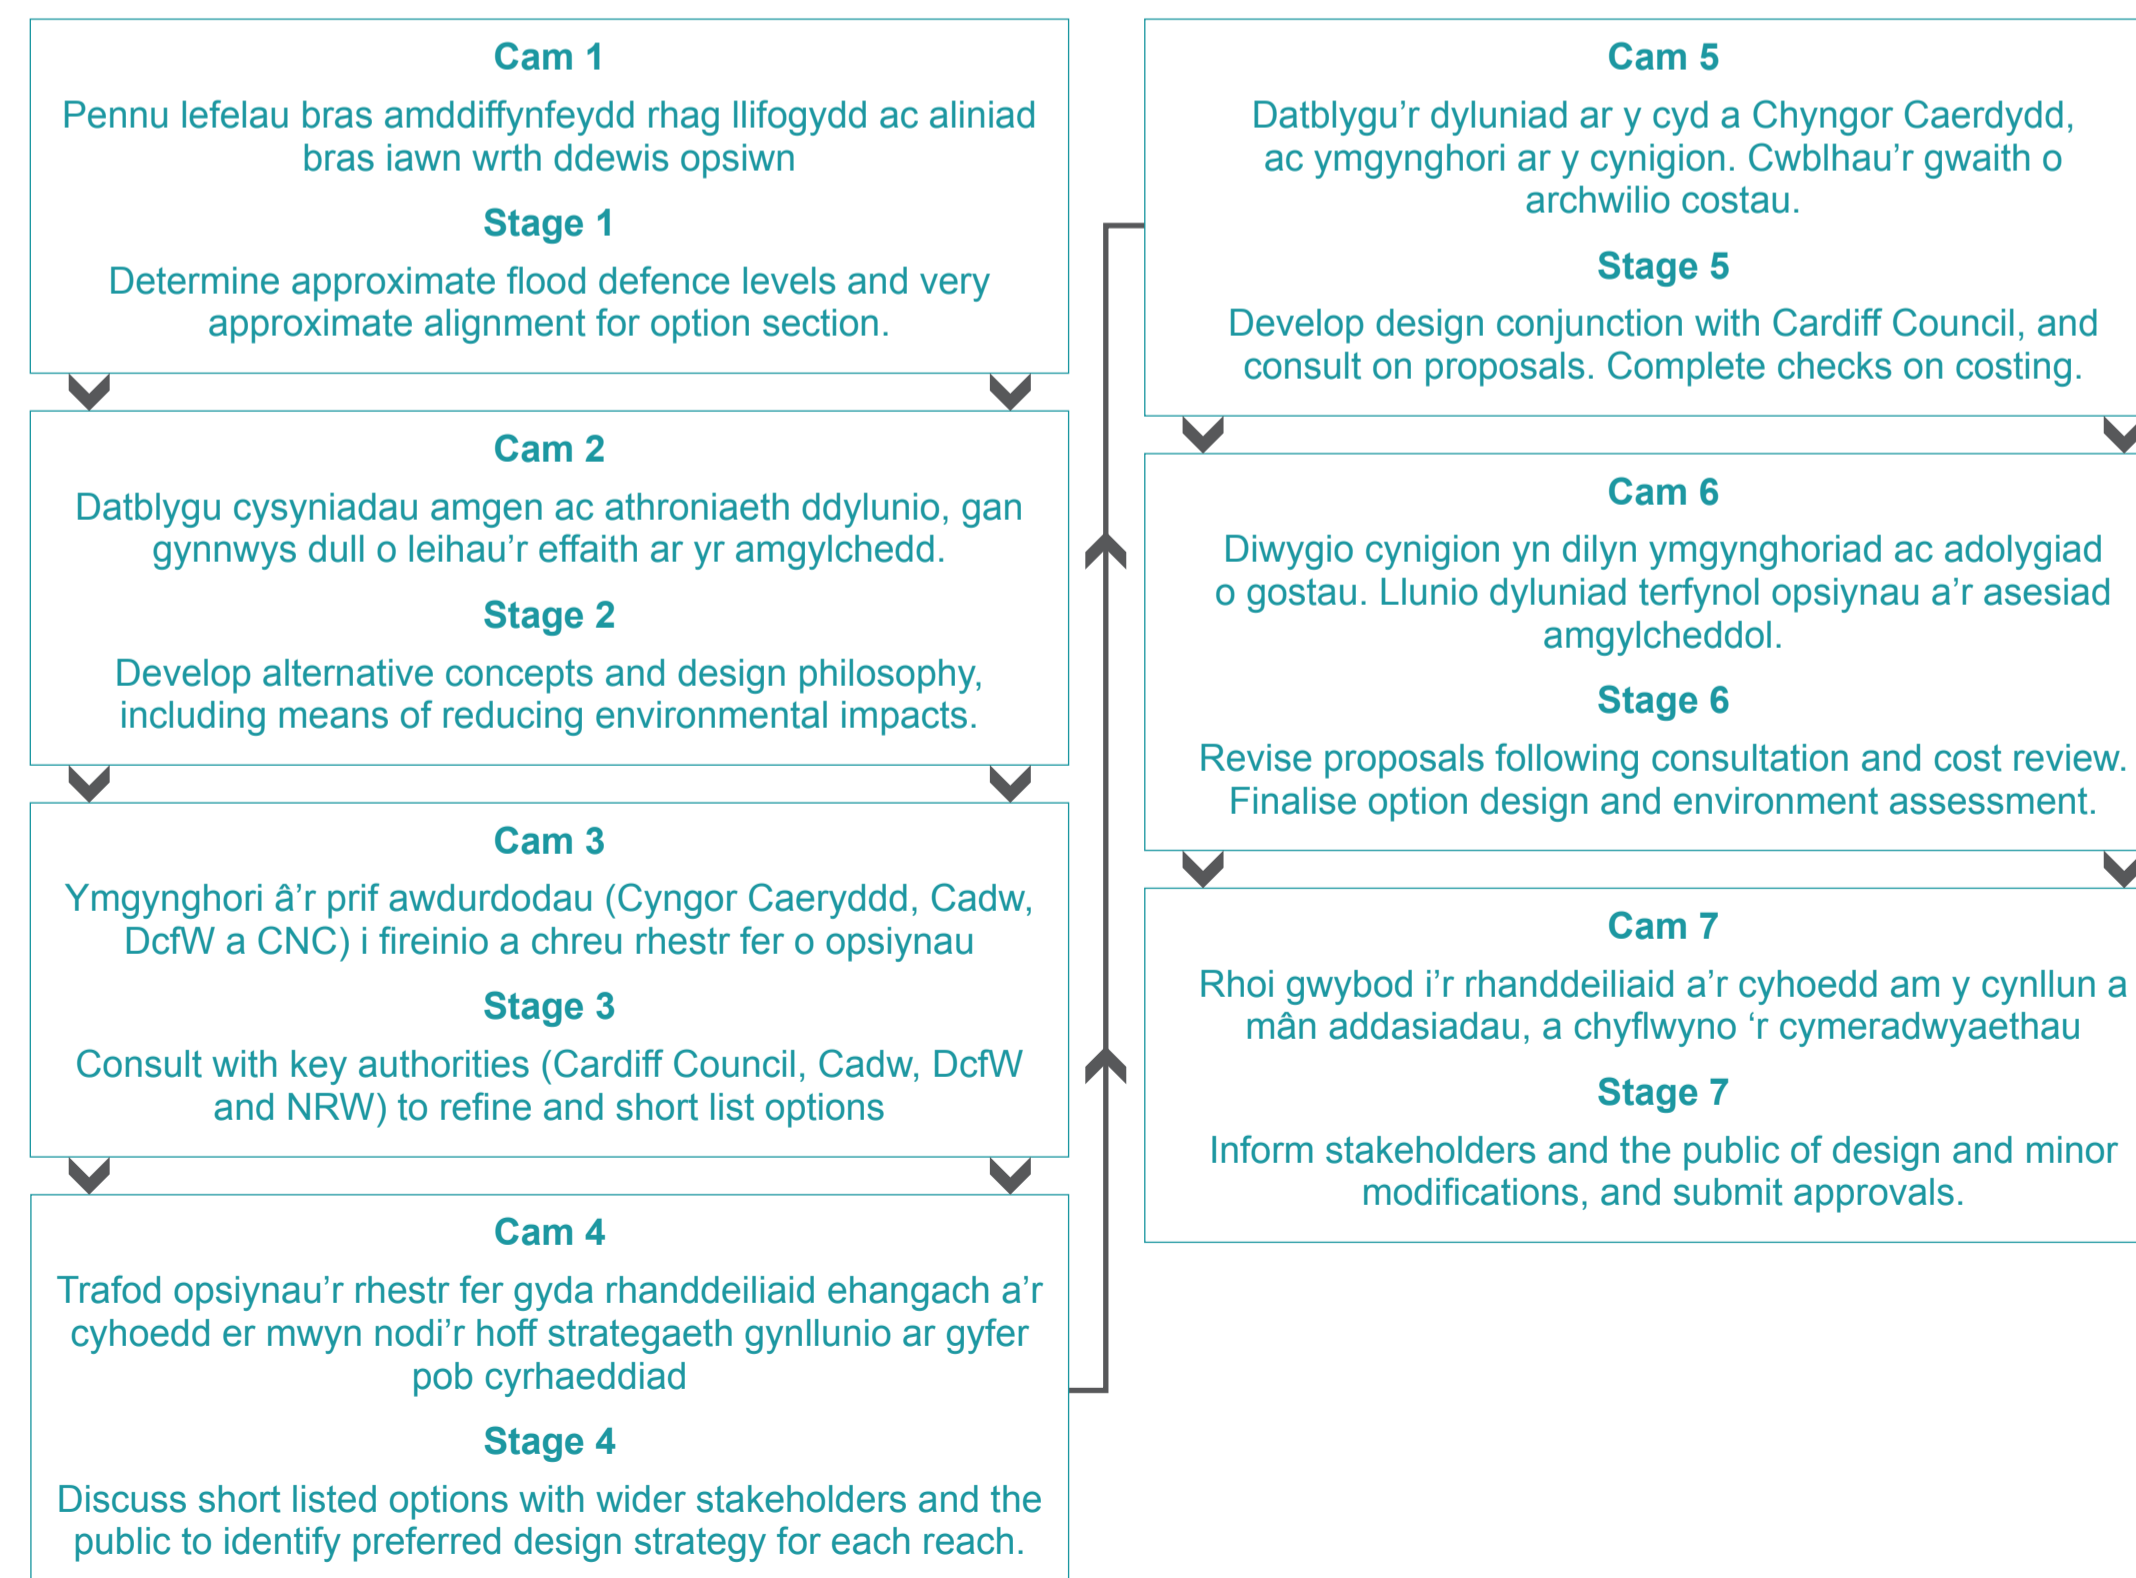 Cam 1
Pennu lefelau bras amddiffynfeydd rhag llifogydd ac aliniad
bras iawn wrth ddewis opsiwn
Stage 1
Determine approximate flood defence levels and very
approximate alignment for option section.
Cam 2
Datblygu cysyniadau amgen ac athroniaeth ddylunio, gan
gynnwys dull o leihau’r effaith ar yr amgylchedd.
Stage 2
Develop alternative concepts and design philosophy,
including means of reducing environmental impacts.
Cam 3
Ymgynghori â’r prif awdurdodau (Cyngor Caeryddd, Cadw,
DcfW a CNC) i fireinio a chreu rhestr fer o opsiynau
Stage 3
Consult with key authorities (Cardiff Council, Cadw, DcfW
and NRW) to refine and short list options
Cam 4
Trafod opsiynau’r rhestr fer gyda rhanddeiliaid ehangach a’r
cyhoedd er mwyn nodi’r hoff strategaeth gynllunio ar gyfer
pob cyrhaeddiad
Stage 4
Discuss short listed options with wider stakeholders and the
public to identify preferred design strategy for each reach.
Cam 5
Datblygu’r dyluniad ar y cyd a Chyngor Caerdydd,
ac ymgynghori ar y cynigion. Cwblhau’r gwaith o
archwilio costau.
Stage 5
Develop design conjunction with Cardiff Council, and
consult on proposals. Complete checks on costing.
Cam 6
Diwygio cynigion yn dilyn ymgynghoriad ac adolygiad
o gostau. Llunio dyluniad terfynol opsiynau a’r asesiad
amgylcheddol.
Stage 6
Revise proposals following consultation and cost review.
Finalise option design and environment assessment.
Cam 7
Rhoi gwybod i’r rhanddeiliaid a’r cyhoedd am y cynllun a
mân addasiadau, a chyflwyno ‘r cymeradwyaethau
Stage 7
Inform stakeholders and the public of design and minor
modifications, and submit approvals.